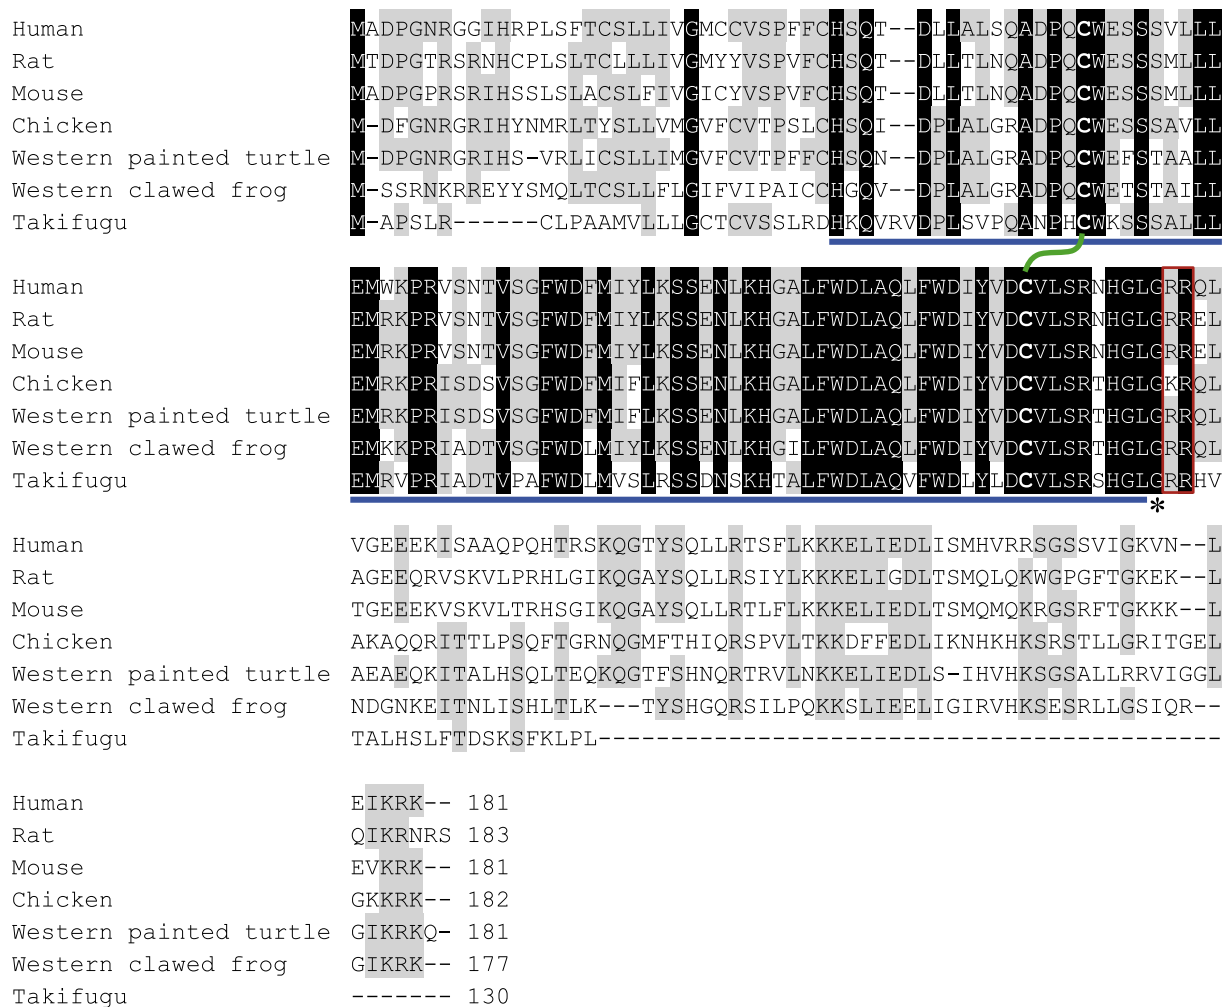 Human MADPGNRGGIHRPLSFTCSLLIVGMCCVSPFFCHSQT--DLLALSQADPQCWESSSVLLL
Rat MTDPGTRSRNHCPLSLTCLLLIVGMYYVSPVFCHSQT--DLLTLNQADPQCWESSSMLLL
Mouse MADPGPRSRIHSSLSLACSLFIVGICYVSPVFCHSQT--DLLTLNQADPQCWESSSMLLL
Chicken M-DFGNRGRIHYNMRLTYSLLVMGVFCVTPSLCHSQI--DPLALGRADPQCWESSSAVLL
Western painted turtle M-DPGNRGRIHS-VRLICSLLIMGVFCVTPFFCHSQN--DPLALGRADPQCWEFSTAALL
Western clawed frog M-SSRNKRREYYSMQLTCSLLFLGIFVIPAICCHGQV--DPLALGRADPQCWETSTAILL
Takifugu M-APSLR------CLPAAMVLLLGCTCVSSLRDHKQVRVDPLSVPQANPHCWKSSSALLL
Human EMWKPRVSNTVSGFWDFMIYLKSSENLKHGALFWDLAQLFWDIYVDCVLSRNHGLGRRQL
Rat EMRKPRVSNTVSGFWDFMIYLKSSENLKHGALFWDLAQLFWDIYVDCVLSRNHGLGRREL
Mouse EMRKPRVSNTVSGFWDFMIYLKSSENLKHGALFWDLAQLFWDIYVDCVLSRNHGLGRREL
Chicken EMRKPRISDSVSGFWDFMIFLKSSENLKHGALFWDLAQLFWDIYVDCVLSRTHGLGKRQL
Western painted turtle EMRKPRISDSVSGFWDFMIFLKSSENLKHGALFWDLAQLFWDIYVDCVLSRTHGLGRRQL
Western clawed frog EMKKPRIADTVSGFWDLMIYLKSSENLKHGILFWDLAQLFWDIYVDCVLSRTHGLGRRQL
Takifugu EMRVPRIADTVPAFWDLMVSLRSSDNSKHTALFWDLAQVFWDLYLDCVLSRSHGLGRRHV
*
Human VGEEEKISAAQPQHTRSKQGTYSQLLRTSFLKKKELIEDLISMHVRRSGSSVIGKVN--L
Rat AGEEQRVSKVLPRHLGIKQGAYSQLLRSIYLKKKELIGDLTSMQLQKWGPGFTGKEK--L
Mouse TGEEEKVSKVLTRHSGIKQGAYSQLLRTLFLKKKELIEDLTSMQMQKRGSRFTGKKK--L
Chicken AKAQQRITTLPSQFTGRNQGMFTHIQRSPVLTKKDFFEDLIKNHKHKSRSTLLGRITGEL
Western painted turtle AEAEQKITALHSQLTEQKQGTFSHNQRTRVLNKKELIEDLS-IHVHKSGSALLRRVIGGL
Western clawed frog NDGNKEITNLISHLTLK---TYSHGQRSILPQKKSLIEELIGIRVHKSESRLLGSIQR--
Takifugu TALHSLFTDSKSFKLPL-------------------------------------------
Human EIKRK-- 181
Rat QIKRNRS 183
Mouse EVKRK-- 181
Chicken GKKRK-- 182
Western painted turtle GIKRKQ- 181
Western clawed frog GIKRK-- 177
Takifugu ------- 130